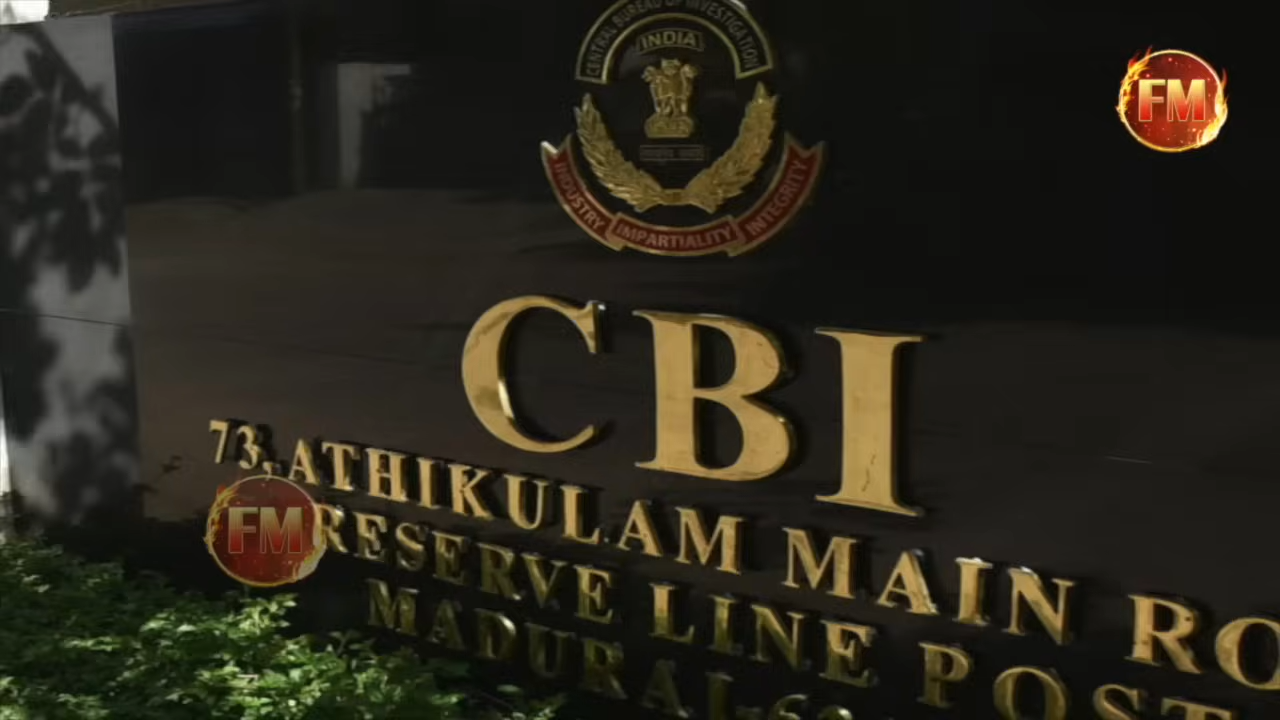 CENTRAL BUREAU OF INVESTIGATION
INDIA
FM
INDUSTRY IMPARTIALITY INTEGRITY
CBI
73, ATHIKULAM MAIN RO
FM
RESERVE LINE POST
MADURAI-62